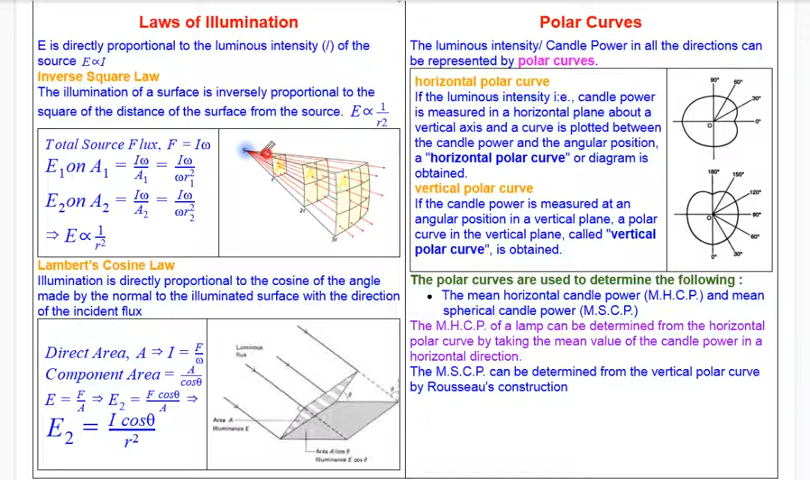 Laws of Illumination
E is directly proportional to the luminous intensity (I) of the
source E∝I
Inverse Square Law
The illumination of a surface is inversely proportional to the
square of the distance of the surface from the source. E ∝ 1/r2
Total Source Flux, F = Iω
E₁ on A₁ = Iω/A₁ = Iω/ωr₁²
E₂ on A₂ = Iω/A₂ = Iω/ωr₂²
⇒ E ∝ 1/r²
r
2r
3r
Lambert's Cosine Law
Illumination is directly proportional to the cosine of the angle
made by the normal to the illuminated surface with the direction
of the incident flux
Direct Area, A ⇒ I = F/ω
Component Area = A/cosθ
E = F/A ⇒ E₂ = F cosθ/A ⇒
E₂ = I cosθ/r²
Luminous
flux
θ
Area A
Illuminance E
Area A/cos θ
Illuminance E cos θ
Polar Curves
The luminous intensity/ Candle Power in all the directions can
be represented by polar curves.
horizontal polar curve
If the luminous intensity i:e., candle power
is measured in a horizontal plane about a
vertical axis and a curve is plotted between
the candle power and the angular position,
a "horizontal polar curve" or diagram is
obtained.
vertical polar curve
If the candle power is measured at an
angular position in a vertical plane, a polar
curve in the vertical plane, called "vertical
polar curve", is obtained.
90°
60°
30°
0°
O
180°
150°
120°
90°
60°
30°
0°
O
The polar curves are used to determine the following :
• The mean horizontal candle power (M.H.C.P.) and mean
spherical candle power (M.S.C.P.)
The M.H.C.P. of a lamp can be determined from the horizontal
polar curve by taking the mean value of the candle power in a
horizontal direction.
The M.S.C.P. can be determined from the vertical polar curve
by Rousseau's construction